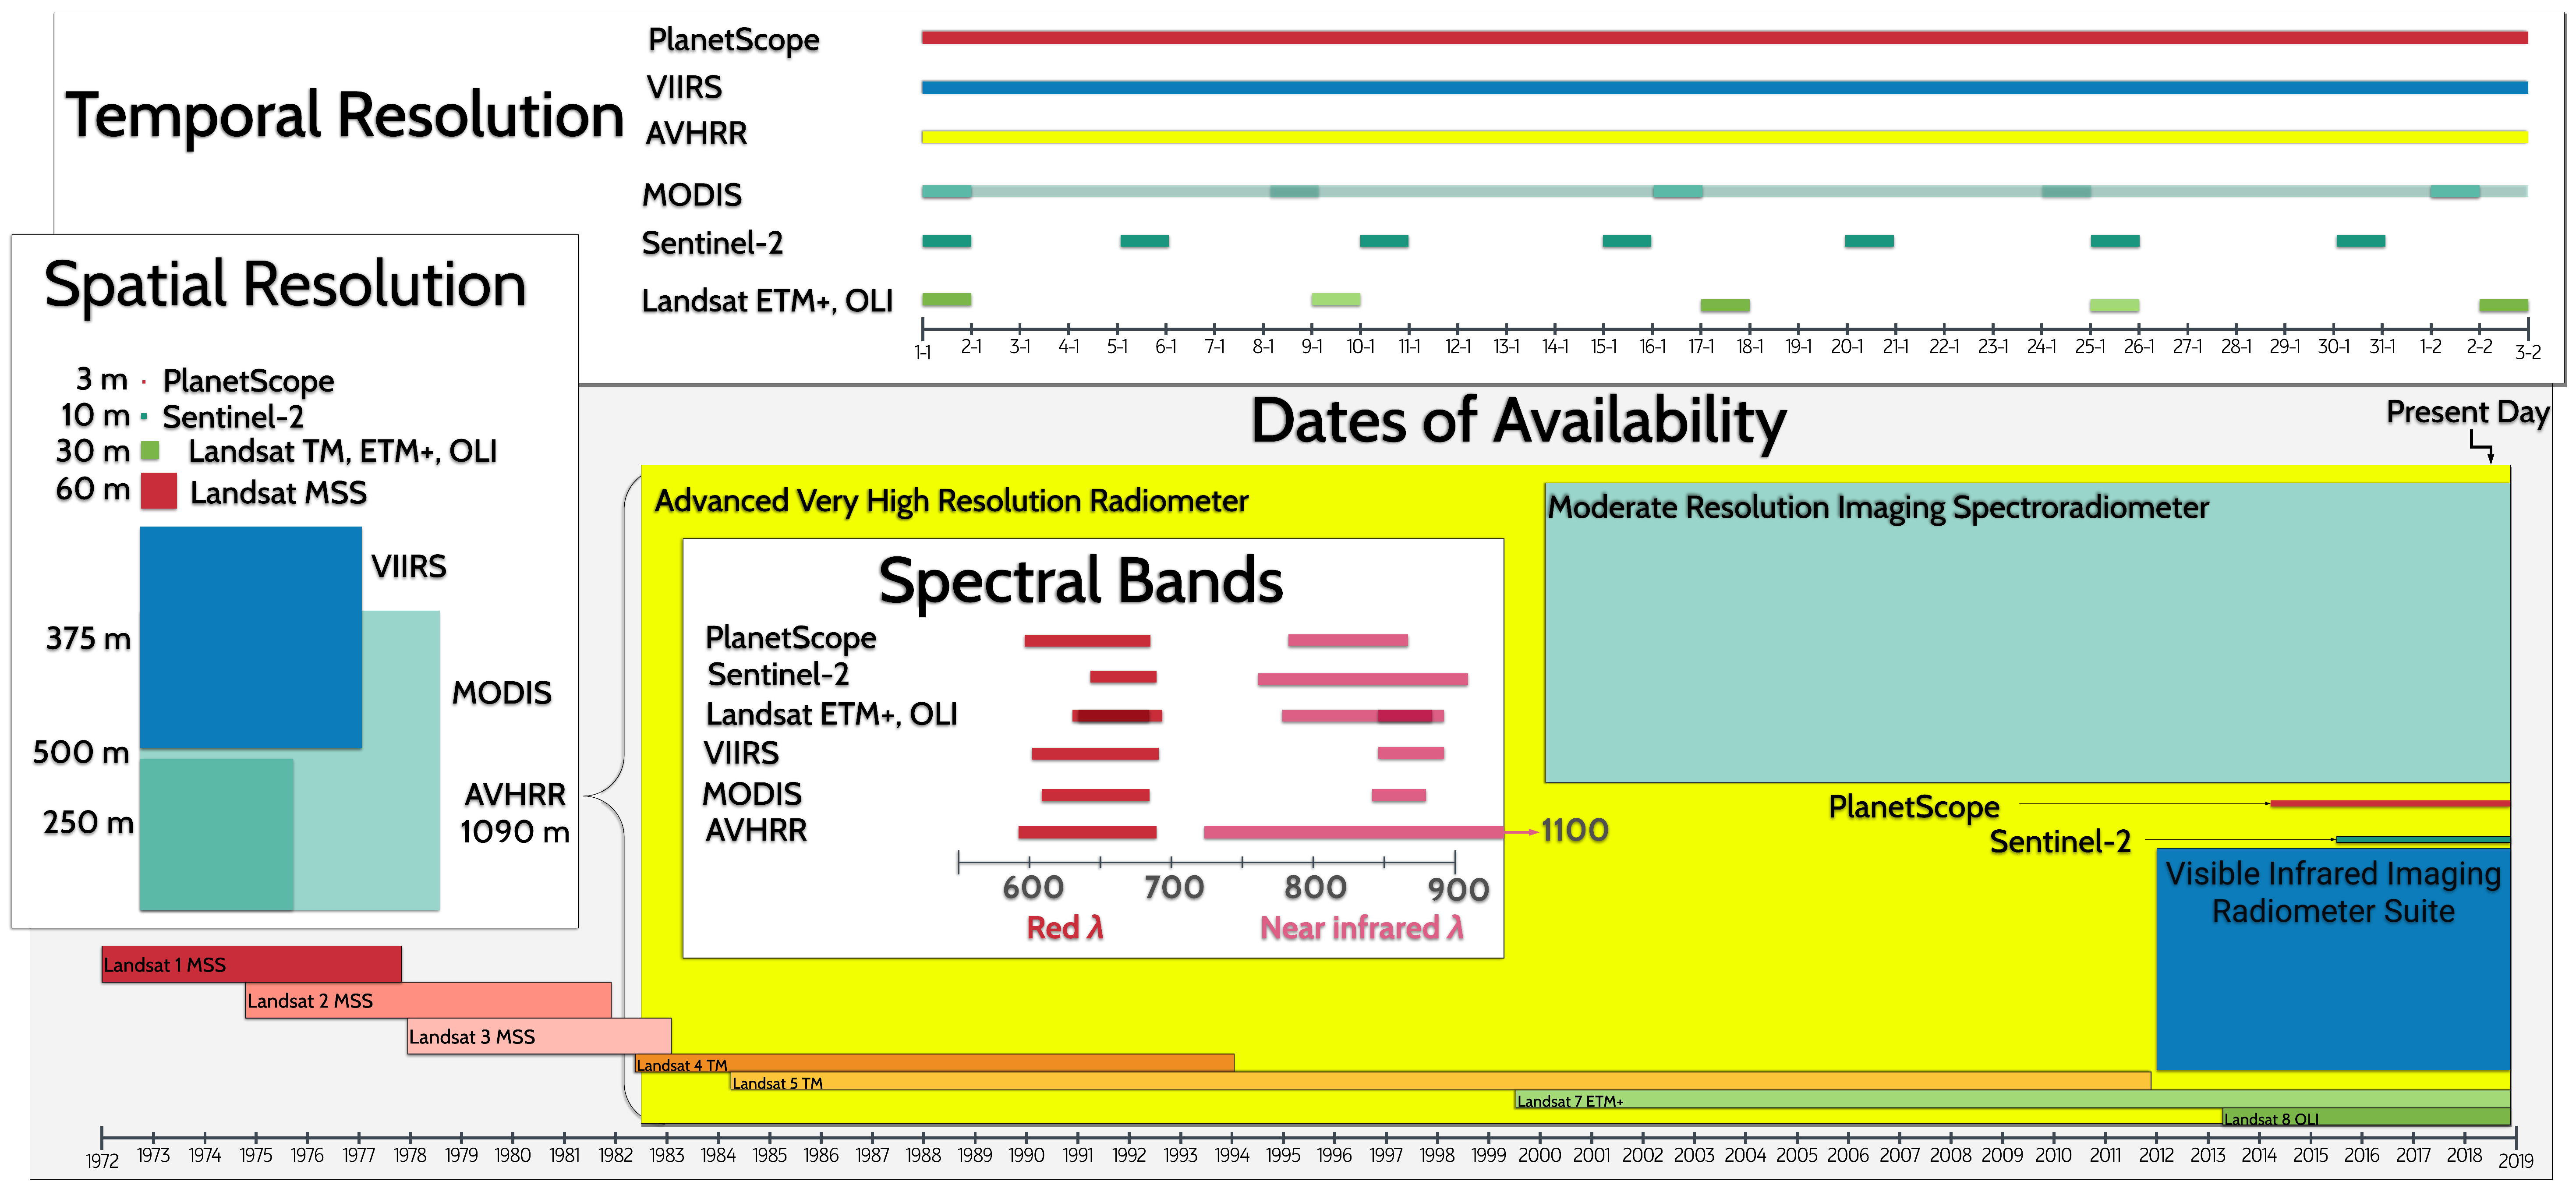 Temporal Resolution
PlanetScope
VIIRS
AVHRR
MODIS
Sentinel-2
Landsat ETM+, OLI
1-1 2-1 3-1 4-1 5-1 6-1 7-1 8-1 9-1 10-1 11-1 12-1 13-1 14-1 15-1 16-1 17-1 18-1 19-1 20-1 21-1 22-1 23-1 24-1 25-1 26-1 27-1 28-1 29-1 30-1 31-1 1-2 2-2 3-2
Spatial Resolution
3 m PlanetScope
10 m Sentinel-2
30 m Landsat TM, ETM+, OLI
60 m Landsat MSS
VIIRS
375 m
MODIS
500 m
AVHRR
1090 m
250 m
Dates of Availability
Present Day
Advanced Very High Resolution Radiometer
Moderate Resolution Imaging Spectroradiometer
Spectral Bands
PlanetScope
Sentinel-2
Landsat ETM+, OLI
VIIRS
MODIS
AVHRR
1100
600 700 800 900
Red λ Near infrared λ
PlanetScope
Sentinel-2
Visible Infrared Imaging
Radiometer Suite
Landsat 1 MSS
Landsat 2 MSS
Landsat 3 MSS
Landsat 4 TM
Landsat 5 TM
Landsat 7 ETM+
Landsat 8 OLI
1972 1973 1974 1975 1976 1977 1978 1979 1980 1981 1982 1983 1984 1985 1986 1987 1988 1989 1990 1991 1992 1993 1994 1995 1996 1997 1998 1999 2000 2001 2002 2003 2004 2005 2006 2007 2008 2009 2010 2011 2012 2013 2014 2015 2016 2017 2018 2019